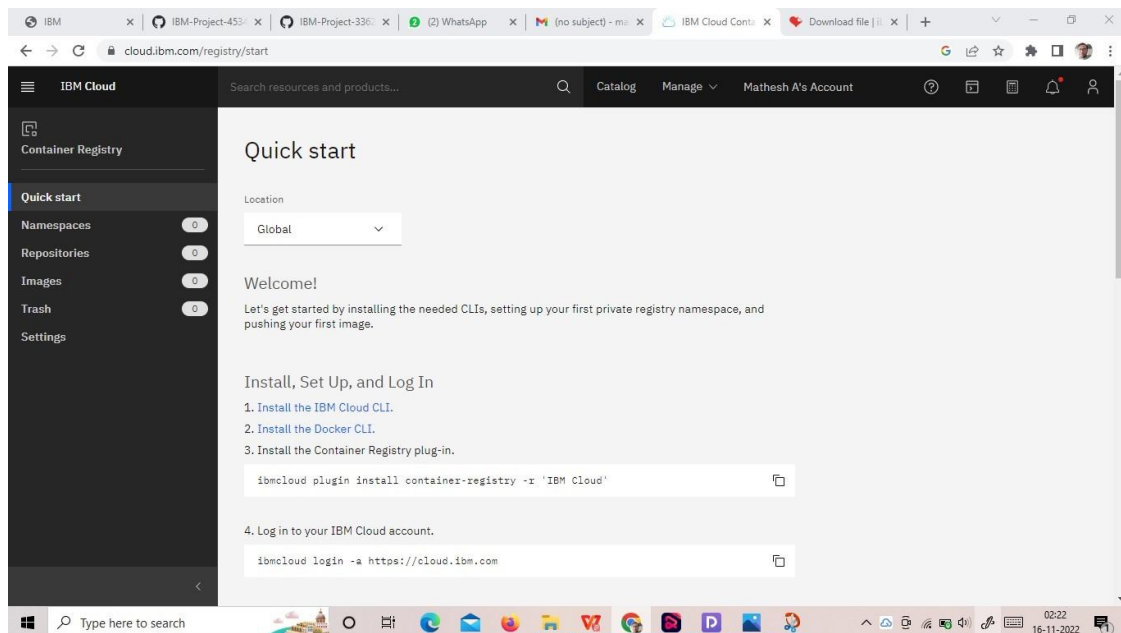 IBM
IBM-Project-4534
IBM-Project-3362
(2) WhatsApp
(no subject) - ma
IBM Cloud Conta
Download file | iL
cloud.ibm.com/registry/start
IBM Cloud
Search resources and products...
Catalog
Manage
Mathesh A's Account
Container Registry
Quick start
Namespaces 0
Repositories 0
Images 0
Trash 0
Settings
Quick start
Location
Global
Welcome!
Let's get started by installing the needed CLIs, setting up your first private registry namespace, and
pushing your first image.
Install, Set Up, and Log In
1. Install the IBM Cloud CLI.
2. Install the Docker CLI.
3. Install the Container Registry plug-in.
ibmcloud plugin install container-registry -r 'IBM Cloud'
4. Log in to your IBM Cloud account.
ibmcloud login -a https://cloud.ibm.com
Type here to search
02:22
16-11-2022